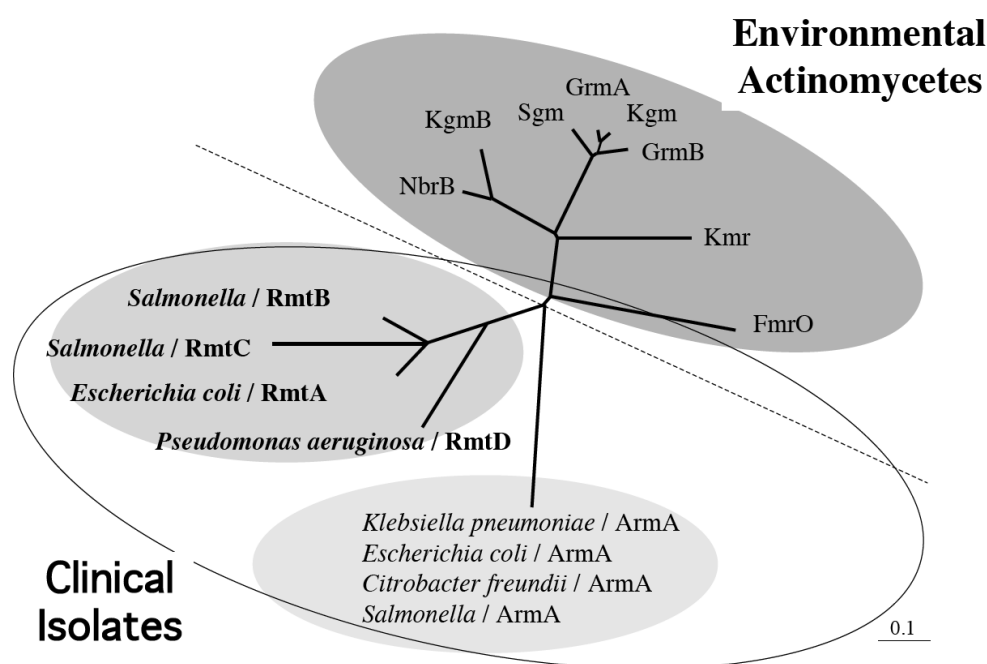 Environmental
Actinomycetes
GrmA
Sgm
Kgm
KgmB
GrmB
NbrB
Kmr
FmrO
Salmonella / RmtB
Salmonella / RmtC
Escherichia coli / RmtA
Pseudomonas aeruginosa / RmtD
Klebsiella pneumoniae / ArmA
Escherichia coli / ArmA
Citrobacter freundii / ArmA
Salmonella / ArmA
Clinical
Isolates
0.1